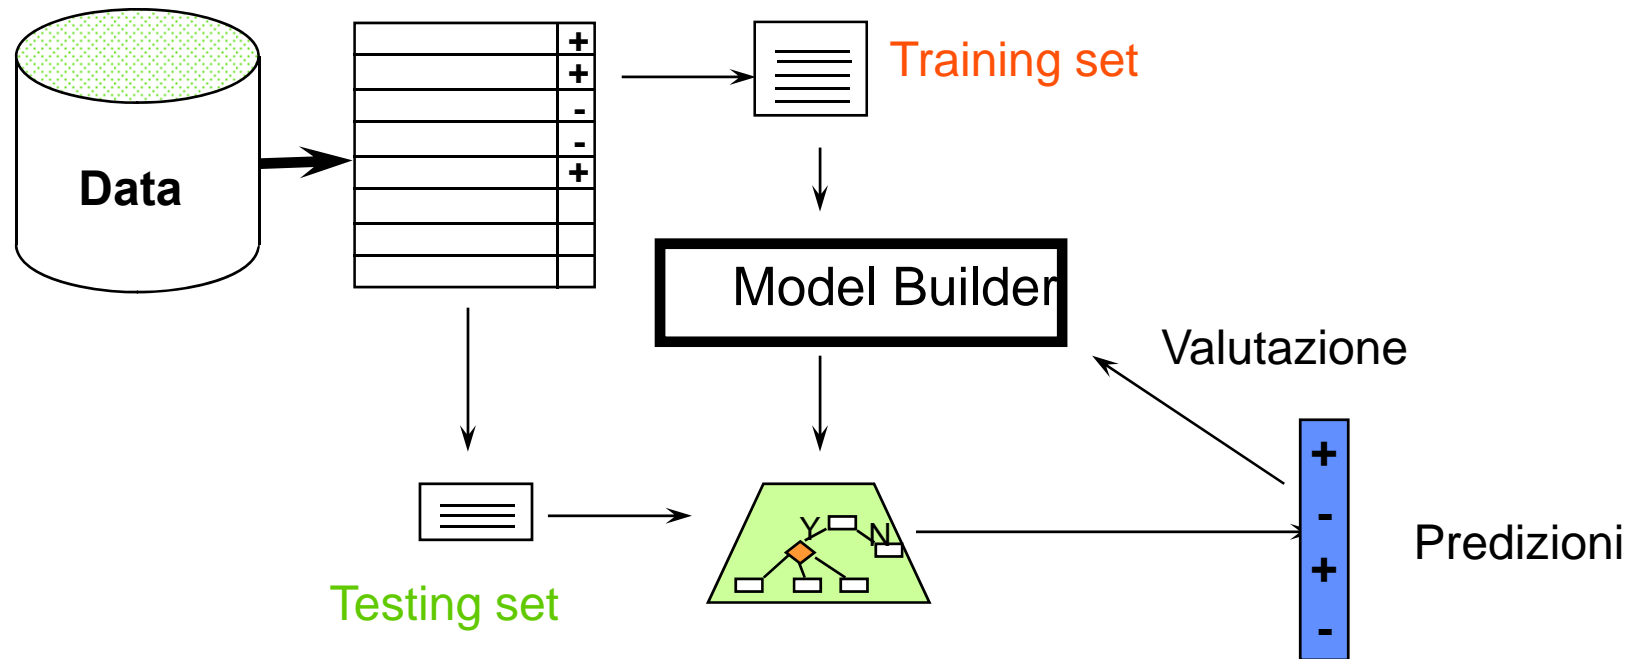 +
+
-
-
+
Training set
Data
Model Builder
Valutazione
Y N
+
-
+
-
Predizioni
Testing set